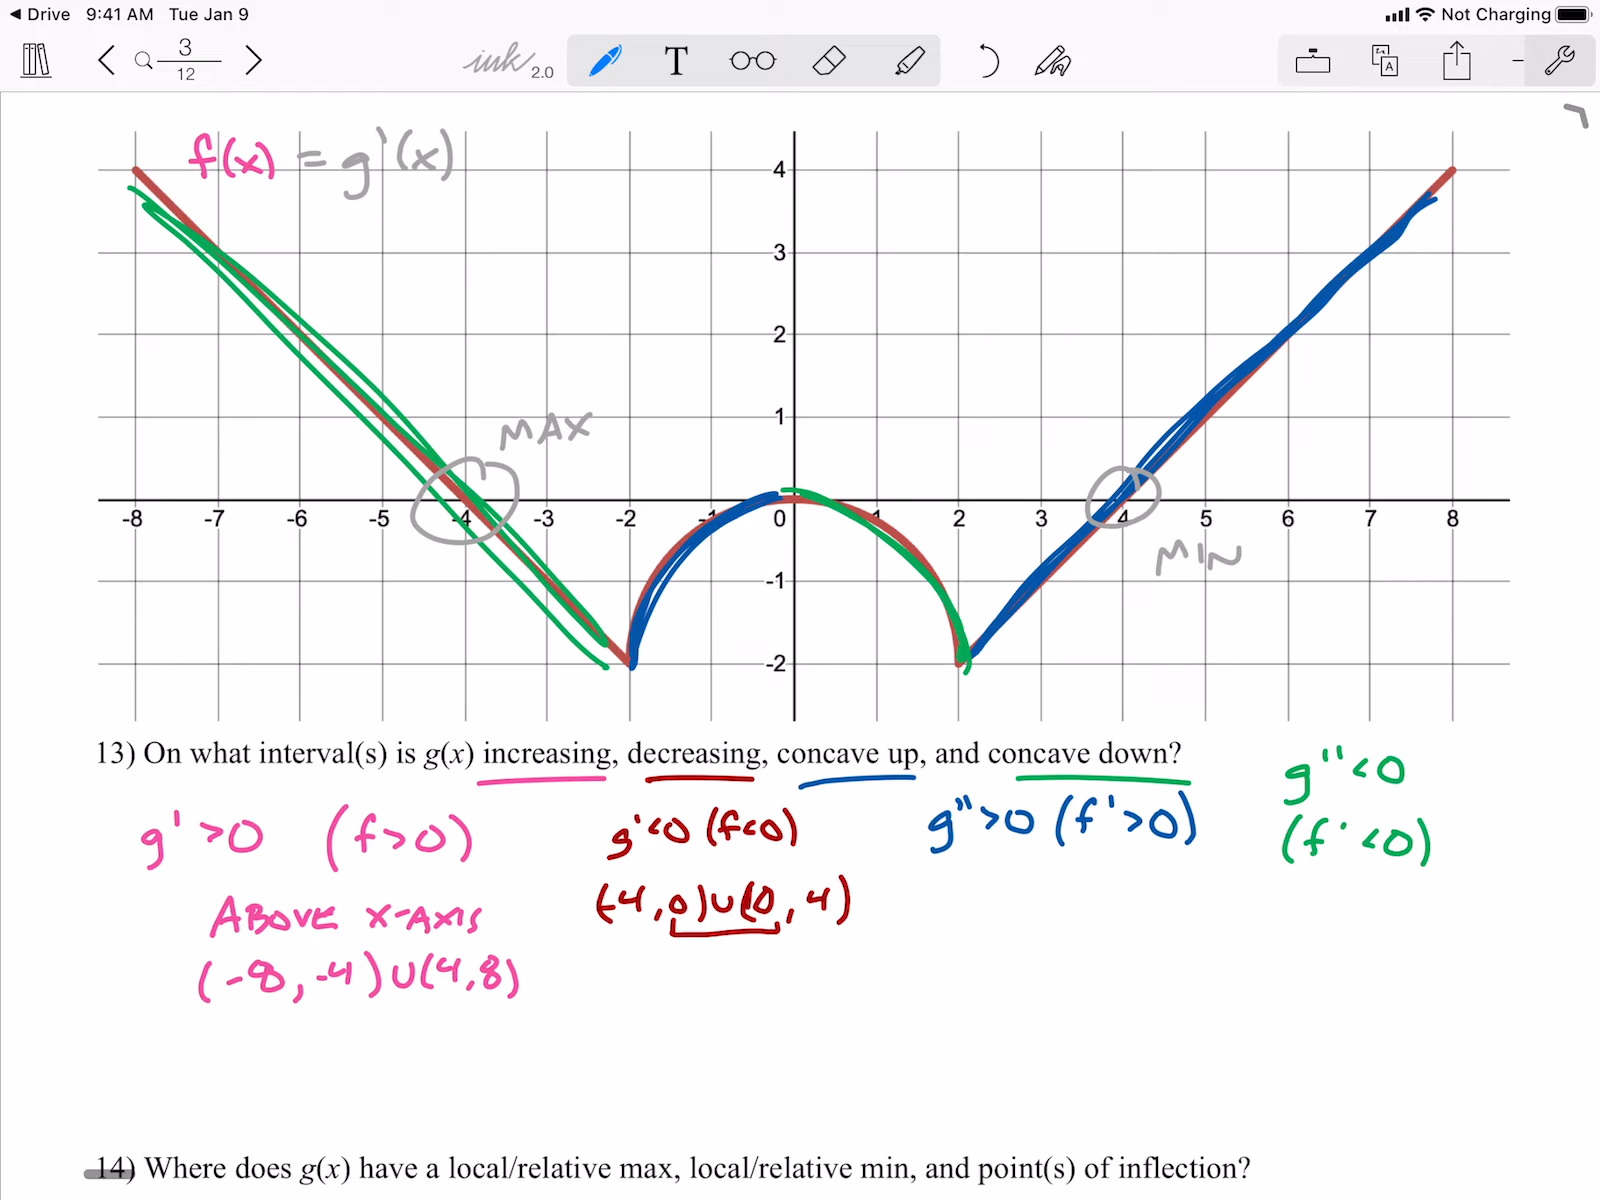 Drive 9:41 AM Tue Jan 9 Not Charging
3
12
ink 2.0
T
A
f(x) = g'(x)
4
3
2
1
MAX
-8 -7 -6 -5 -4 -3 -2 -1 0 1 2 3 4 5 6 7 8
MIN
-1
-2
13) On what interval(s) is g(x) increasing, decreasing, concave up, and concave down?
g''<0
g'>0 (f>0)
g'<0 (f<0)
g''>0 (f'>0)
(f'<0)
(-4,0)∪(0,4)
ABOVE X-AXIS
(-8,-4)∪(4,8)
14) Where does g(x) have a local/relative max, local/relative min, and point(s) of inflection?